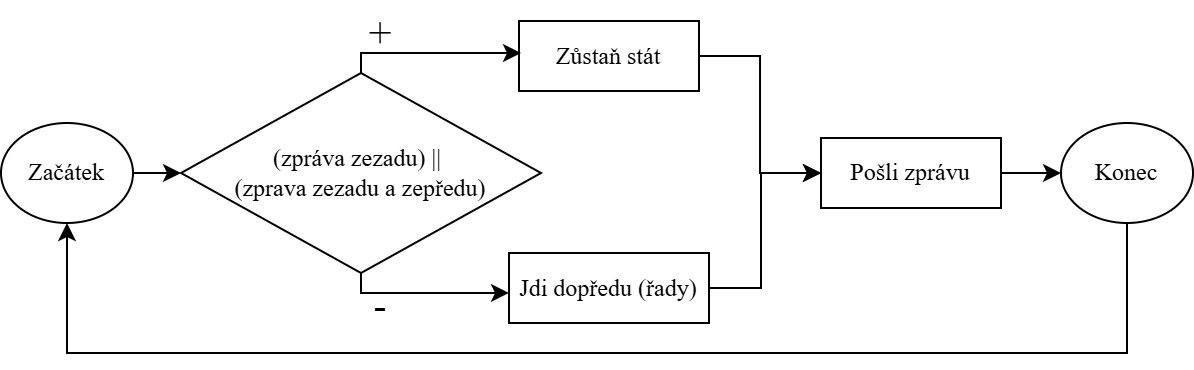 +
Zůstaň stát
Začátek
(zpráva zezadu) ||
(zprava zezadu a zepředu)
Pošli zprávu
Konec
Jdi dopředu (řady)
-